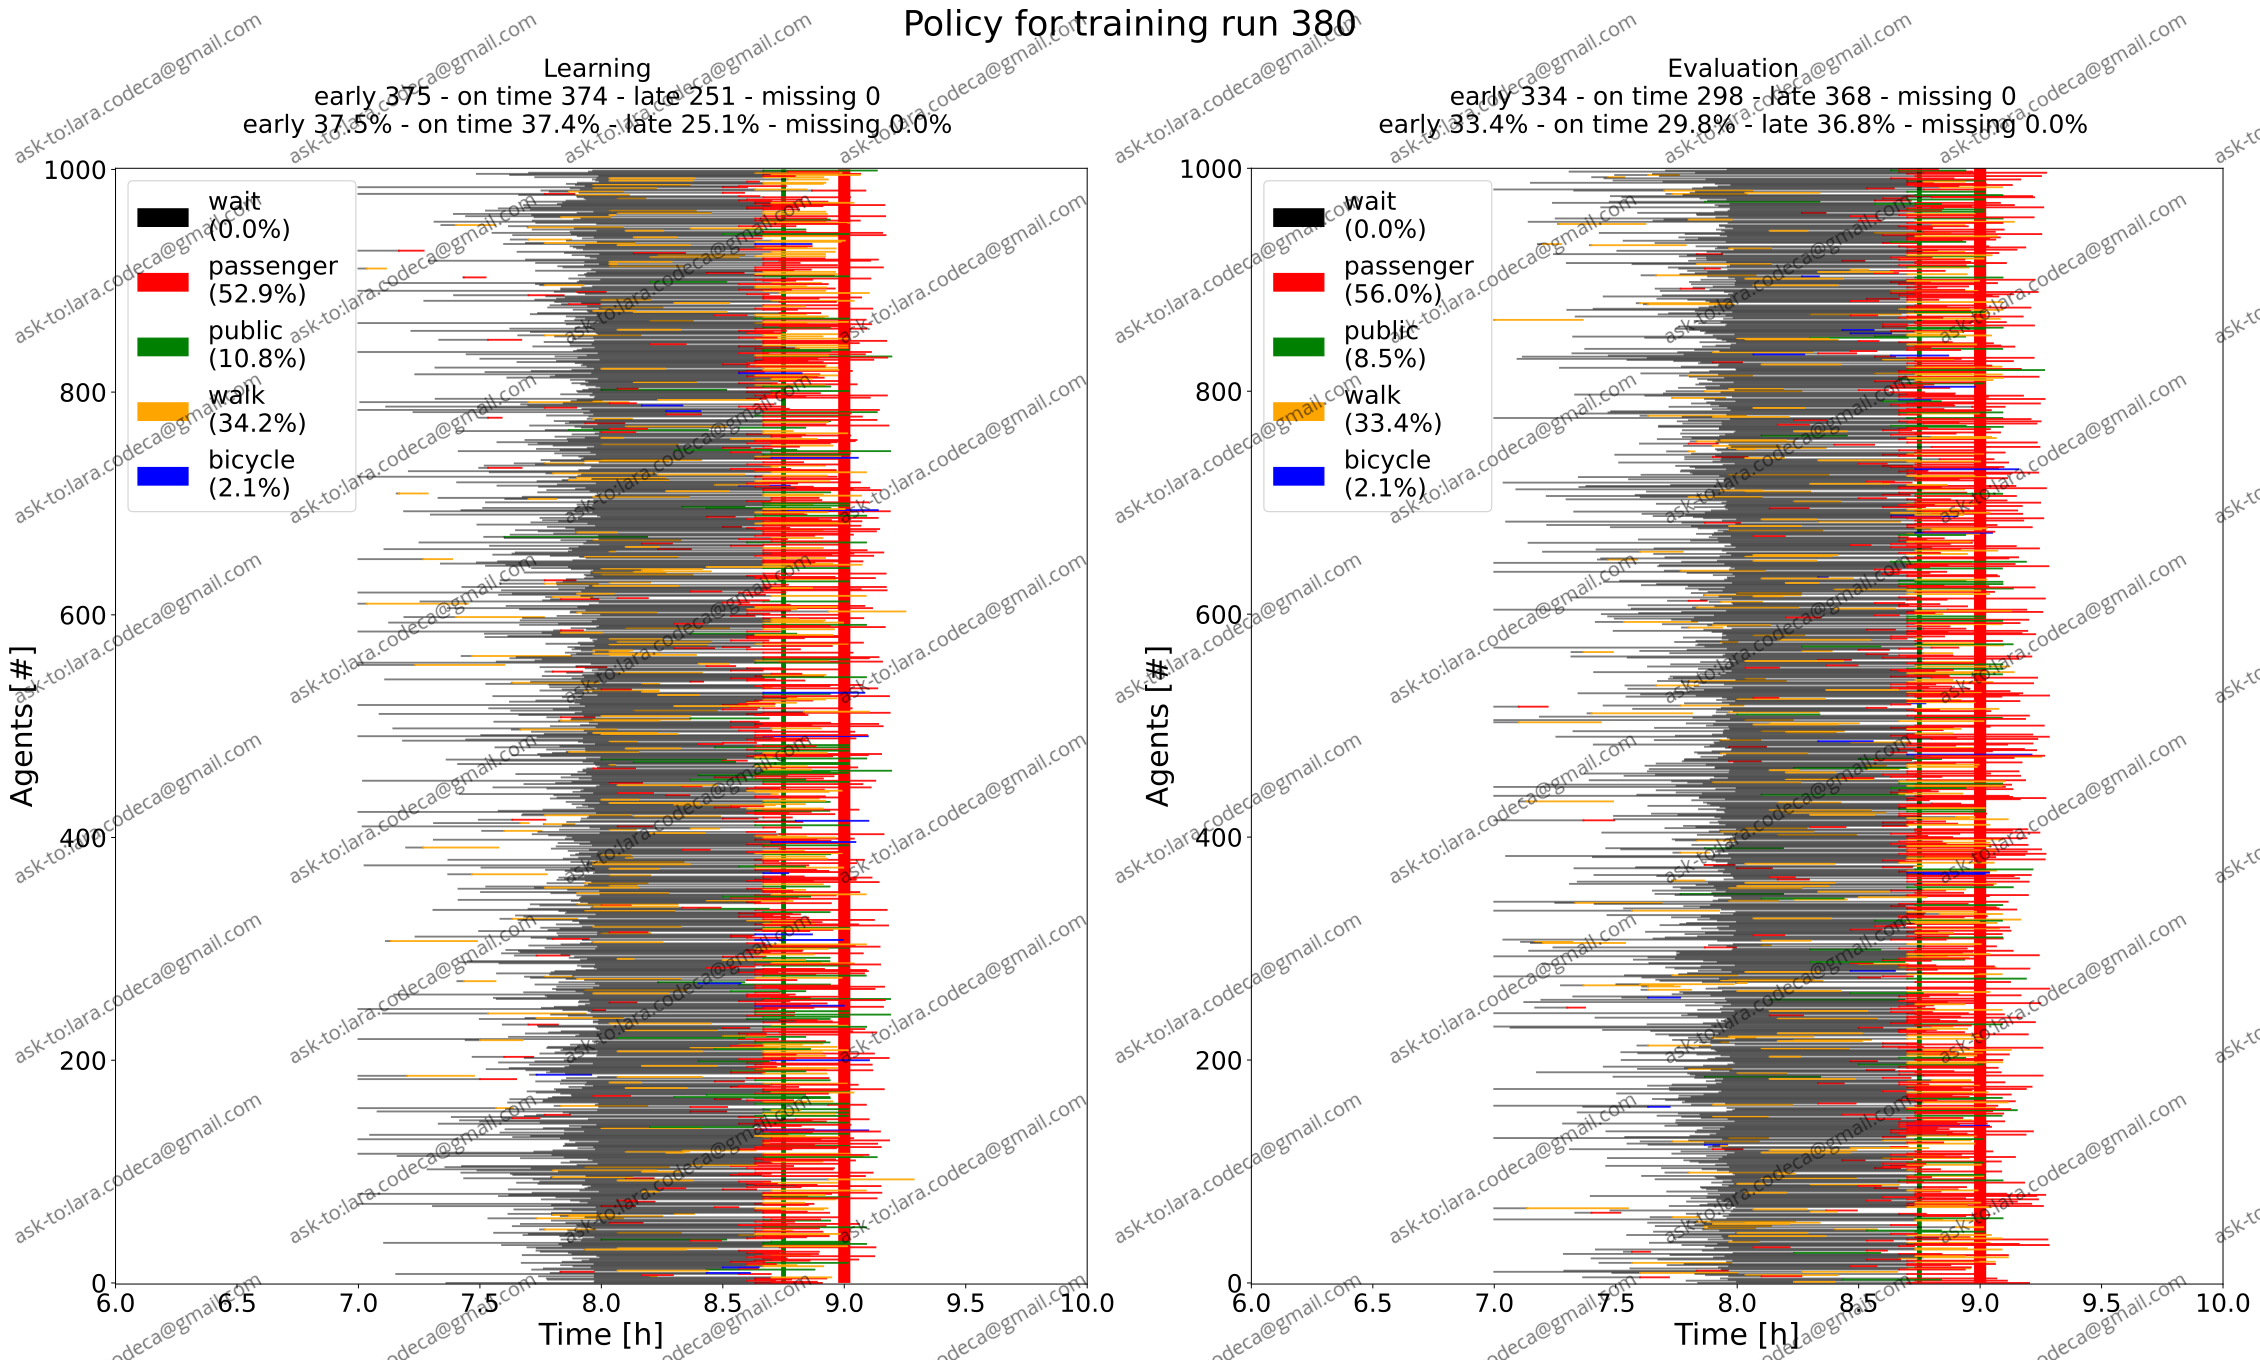 Policy for training run 380
Learning
early 375 - on time 374 - late 251 - missing 0
early 37.5% - on time 37.4% - late 25.1% - missing 0.0%
1000
800
600
400
200
0
Agents [#]
wait
(0.0%)
passenger
(52.9%)
public
(10.8%)
walk
(34.2%)
bicycle
(2.1%)
6.0 6.5 7.0 7.5 8.0 8.5 9.0 9.5 10.0
Time [h]
Evaluation
early 334 - on time 298 - late 368 - missing 0
early 33.4% - on time 29.8% - late 36.8% - missing 0.0%
1000
800
600
400
200
0
Agents [#]
wait
(0.0%)
passenger
(56.0%)
public
(8.5%)
walk
(33.4%)
bicycle
(2.1%)
6.0 6.5 7.0 7.5 8.0 8.5 9.0 9.5 10.0
Time [h]
ask-to:lara.codeca@gmail.com